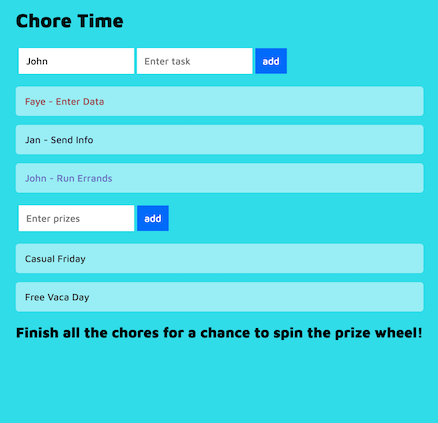 Chore Time
John Enter task add
Faye - Enter Data
Jan - Send Info
John - Run Errands
Enter prizes add
Casual Friday
Free Vaca Day
Finish all the chores for a chance to spin the prize wheel!